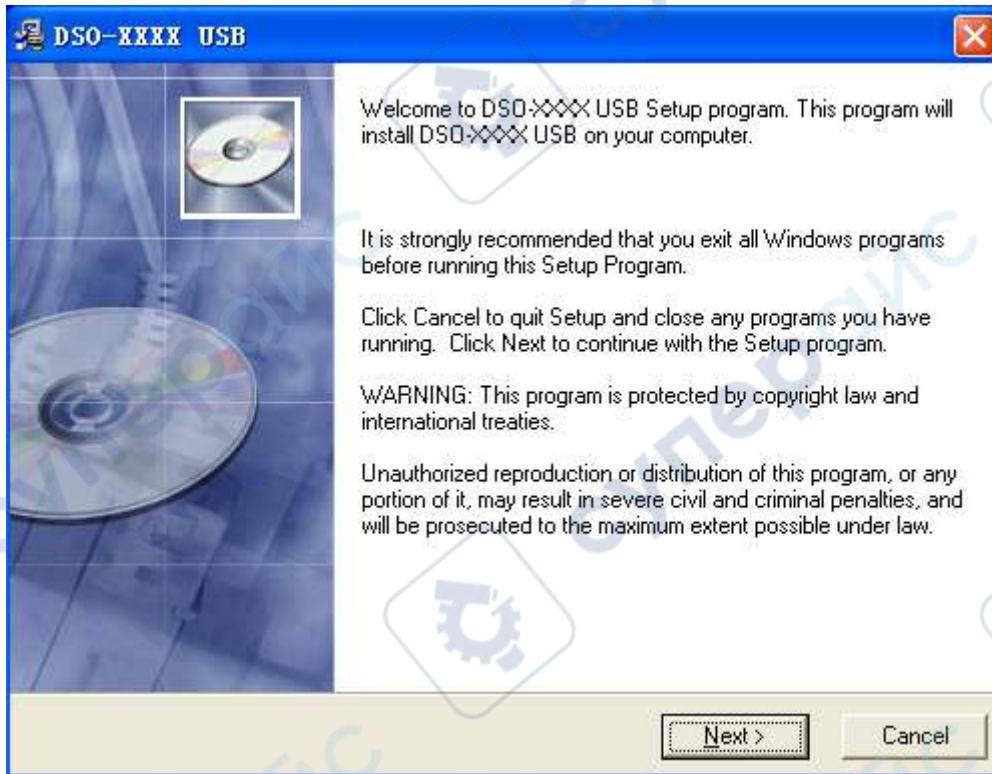 DSO-XXXX USB
Welcome to DSO-XXXX USB Setup program. This program will
install DSO-XXXX USB on your computer.
It is strongly recommended that you exit all Windows programs
before running this Setup Program.
Click Cancel to quit Setup and close any programs you have
running. Click Next to continue with the Setup program.
WARNING: This program is protected by copyright law and
international treaties.
Unauthorized reproduction or distribution of this program, or any
portion of it, may result in severe civil and criminal penalties, and
will be prosecuted to the maximum extent possible under law.
Next >
Cancel
суперайс